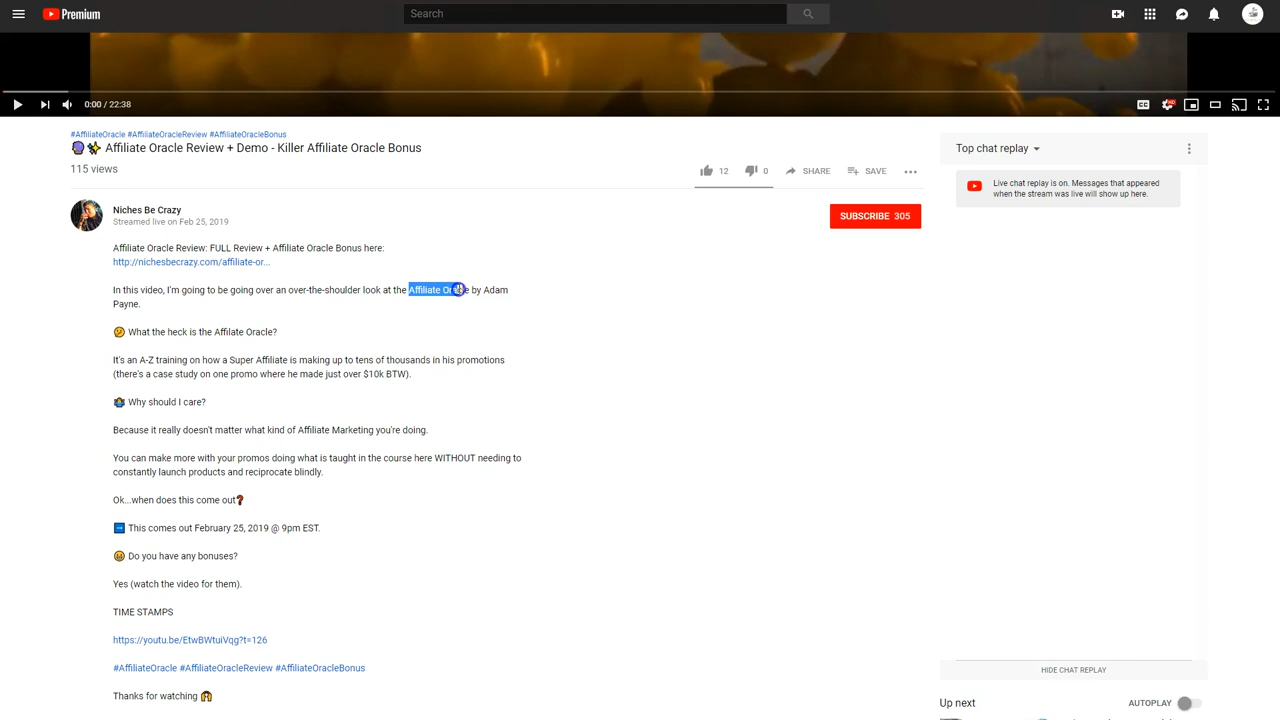 Premium
Search
0:00 / 22:38
#AffiliateOracle #AffiliateOracleReview #AffiliateOracleBonus
Affiliate Oracle Review + Demo - Killer Affiliate Oracle Bonus
115 views
12
0
SHARE
SAVE
Niches Be Crazy
Streamed live on Feb 25, 2019
SUBSCRIBE 305
Affiliate Oracle Review: FULL Review + Affiliate Oracle Bonus here:
http://nichesbecrazy.com/affiliate-or...
In this video, I'm going to be going over an over-the-shoulder look at the Affiliate Oracle by Adam
Payne.
What the heck is the Affilate Oracle?
It's an A-Z training on how a Super Affiliate is making up to tens of thousands in his promotions
(there's a case study on one promo where he made just over $10k BTW).
Why should I care?
Because it really doesn't matter what kind of Affiliate Marketing you're doing.
You can make more with your promos doing what is taught in the course here WITHOUT needing to
constantly launch products and reciprocate blindly.
Ok...when does this come out❓
This comes out February 25, 2019 @ 9pm EST.
Do you have any bonuses?
Yes (watch the video for them).
TIME STAMPS
https://youtu.be/EtwBWtuiVqg?t=126
#AffiliateOracle #AffiliateOracleReview #AffiliateOracleBonus
Thanks for watching
Top chat replay
Live chat replay is on. Messages that appeared
when the stream was live will show up here.
HIDE CHAT REPLAY
Up next
AUTOPLAY